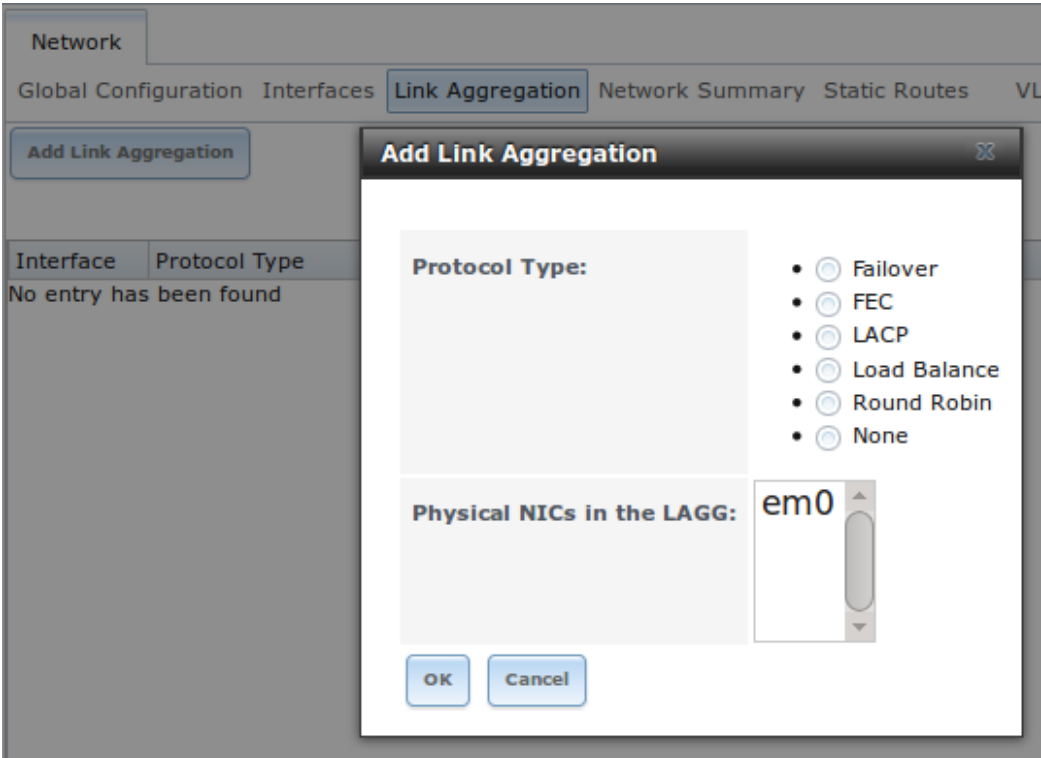 Network
Global Configuration Interfaces Link Aggregation Network Summary Static Routes VL
Add Link Aggregation
Add Link Aggregation
Interface Protocol Type
No entry has been found
Protocol Type:
Failover
FEC
LACP
Load Balance
Round Robin
None
Physical NICs in the LAGG:
em0
OK Cancel